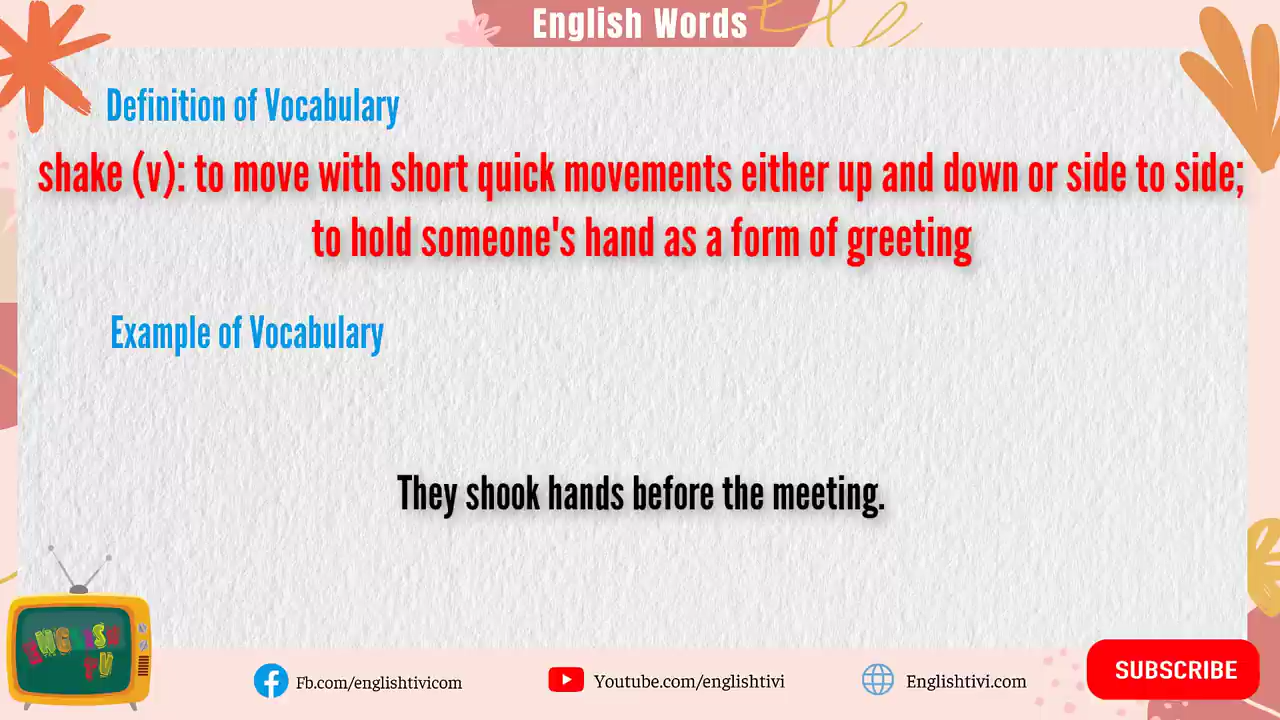 English Words
Definition of Vocabulary
shake (v): to move with short quick movements either up and down or side to side;
to hold someone's hand as a form of greeting
Example of Vocabulary
They shook hands before the meeting.
ENGLISH
TV
Fb.com/englishtivicom
Youtube.com/englishtivi
Englishtivi.com
SUBSCRIBE